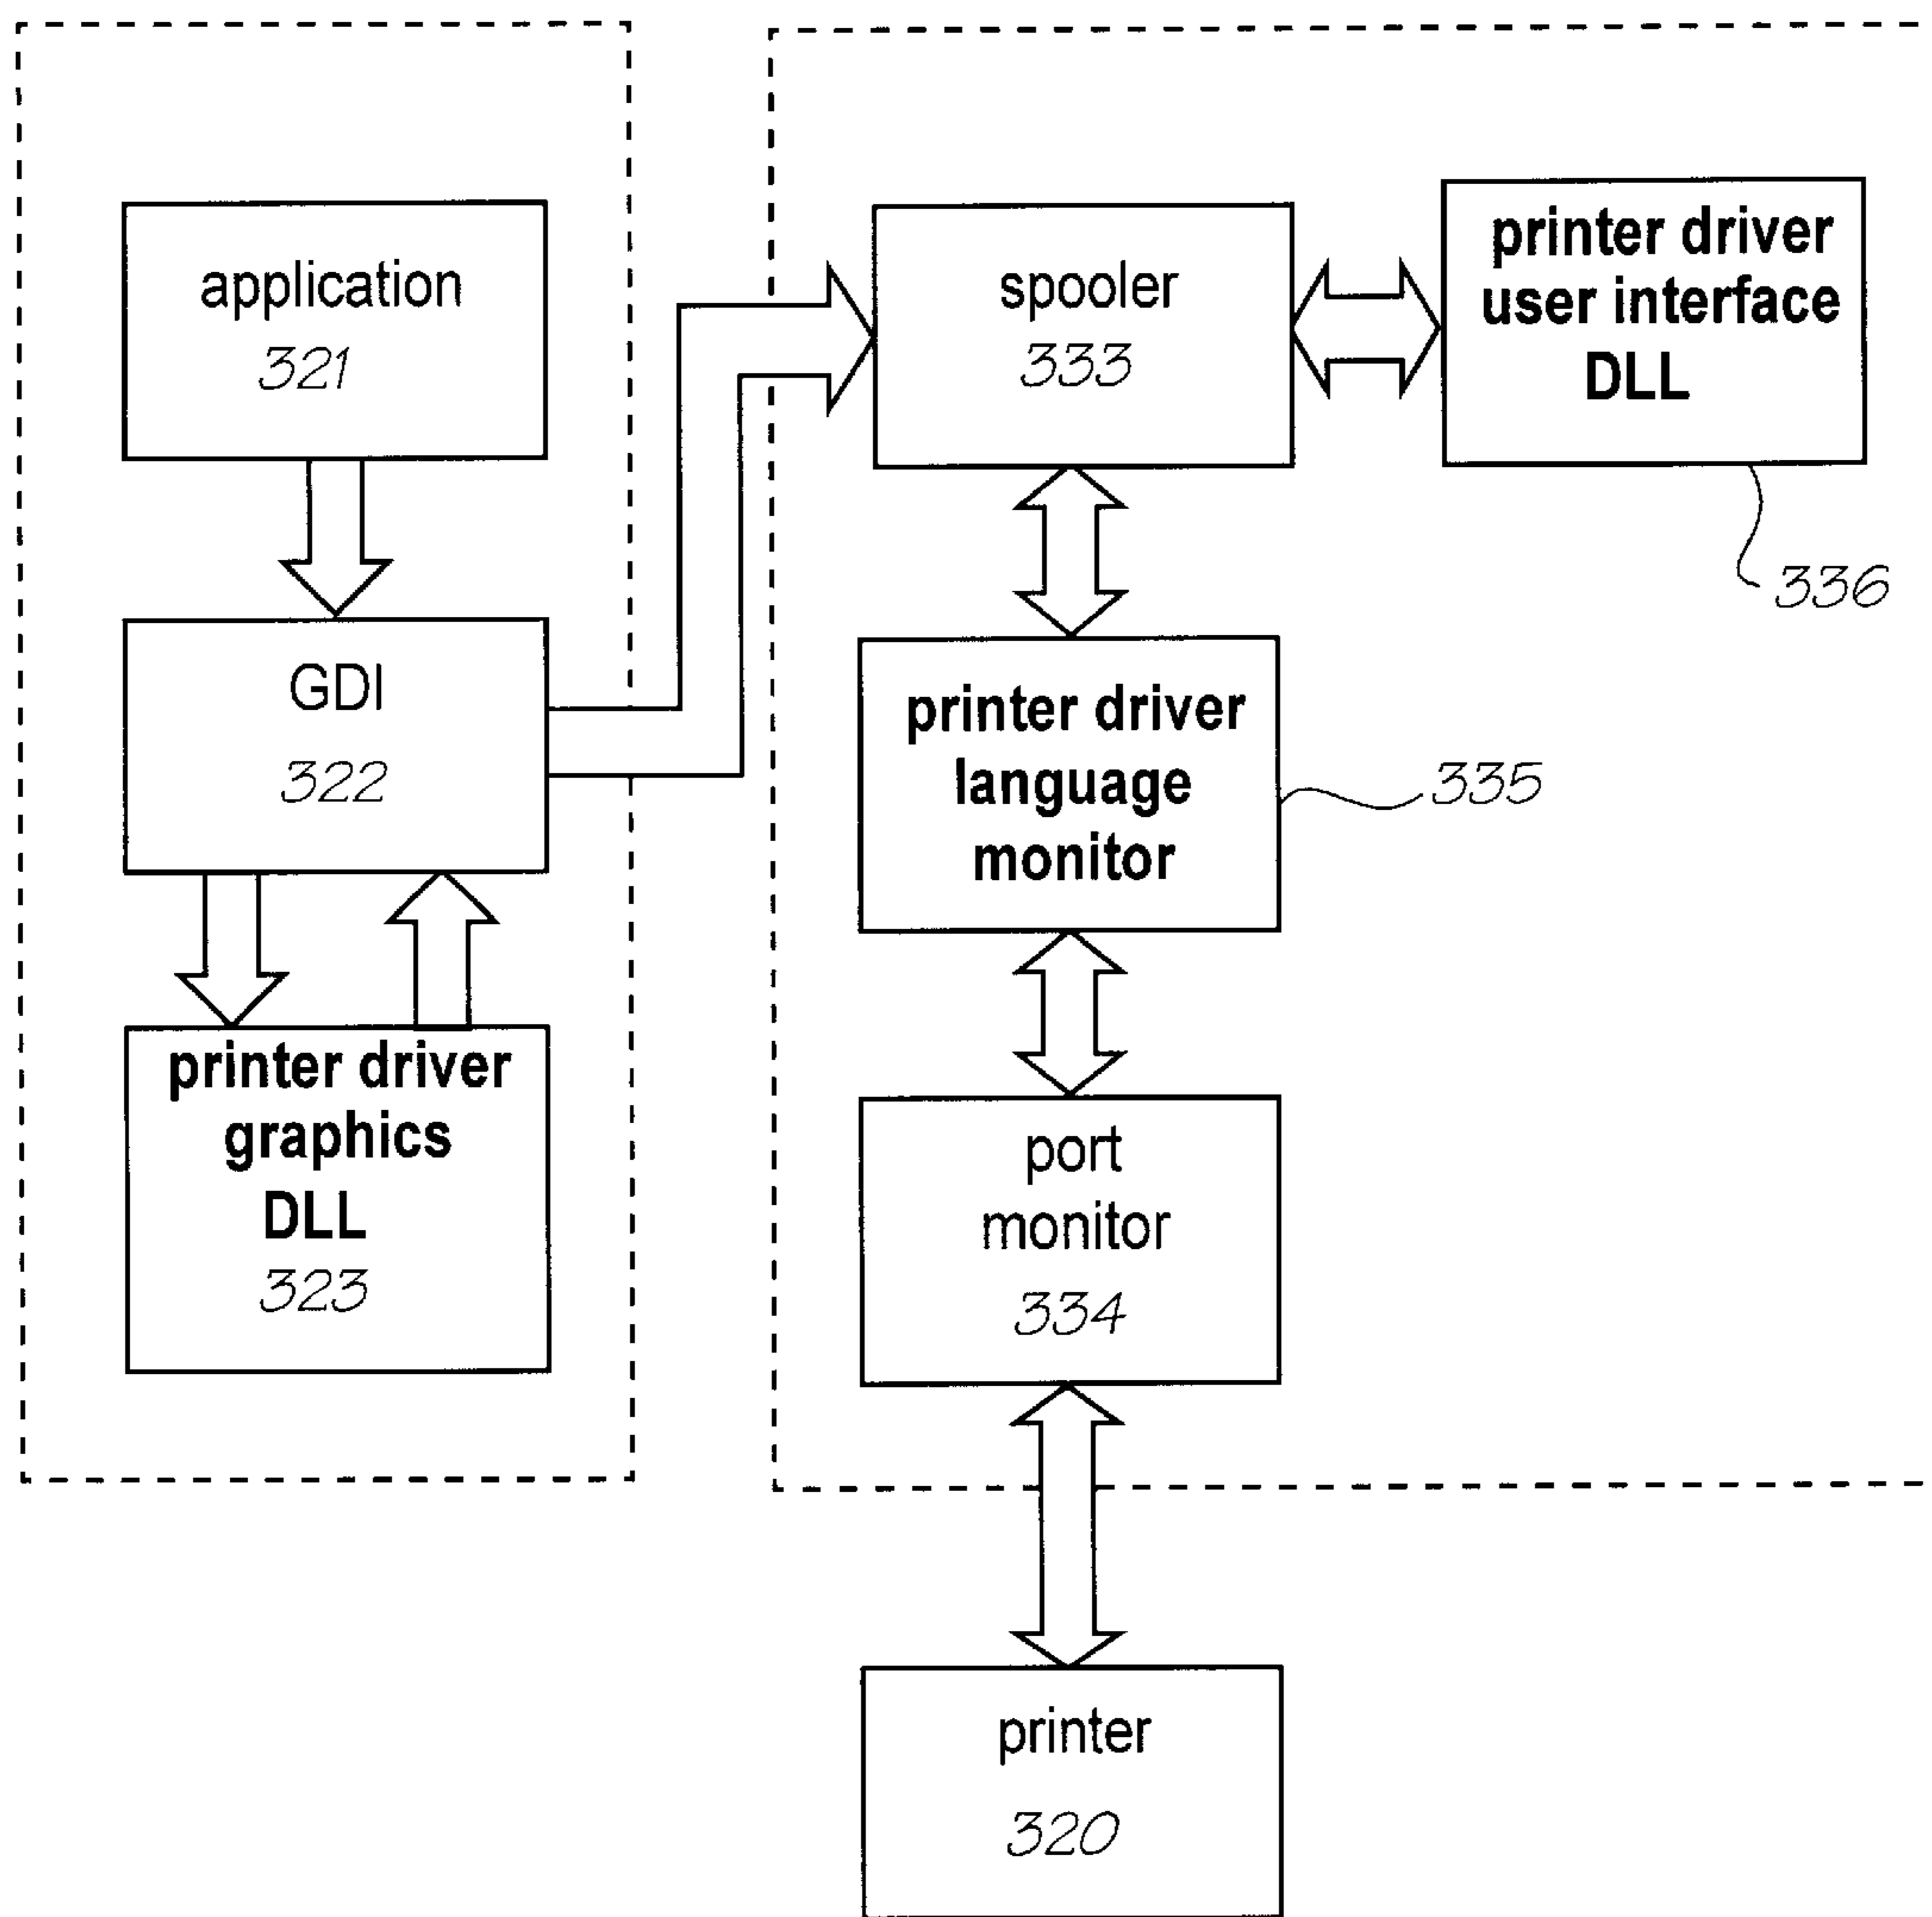 application
321
GDI
322
printer driver
graphics
DLL
323
spooler
333
printer driver
user interface
DLL
336
printer driver
language
monitor
335
port
monitor
334
printer
320